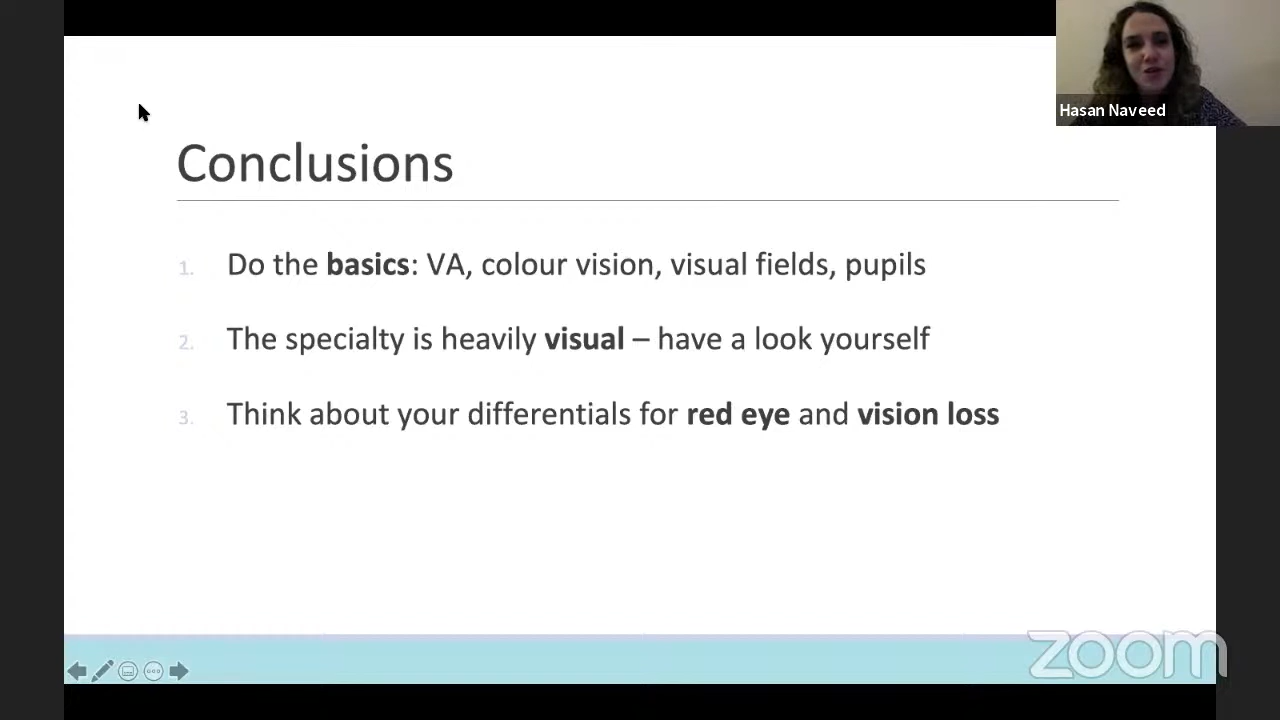 Hasan Naveed
Conclusions
1. Do the basics: VA, colour vision, visual fields, pupils
2. The specialty is heavily visual – have a look yourself
3. Think about your differentials for red eye and vision loss
zoom